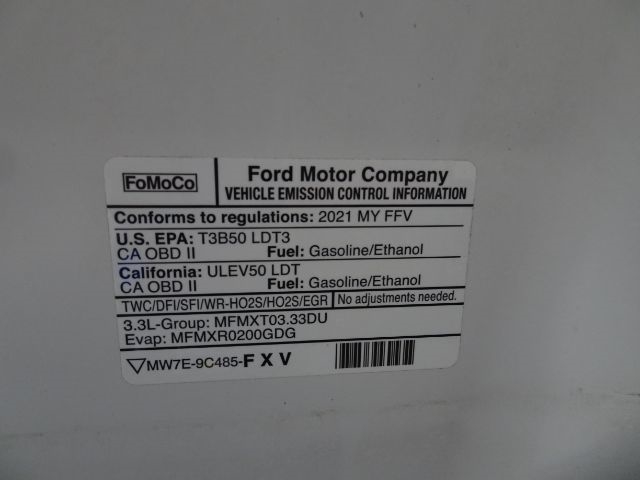 FoMoCo
Ford Motor Company
VEHICLE EMISSION CONTROL INFORMATION
Conforms to regulations: 2021 MY FFV
U.S. EPA: T3B50 LDT3
CA OBD II Fuel: Gasoline/Ethanol
California: ULEV50 LDT
CA OBD II Fuel: Gasoline/Ethanol
TWC/DFI/SFI/WR-HO2S/HO2S/EGR No adjustments needed.
3.3L-Group: MFMXT03.33DU
Evap: MFMXR0200GDG
MW7E-9C485-F X V